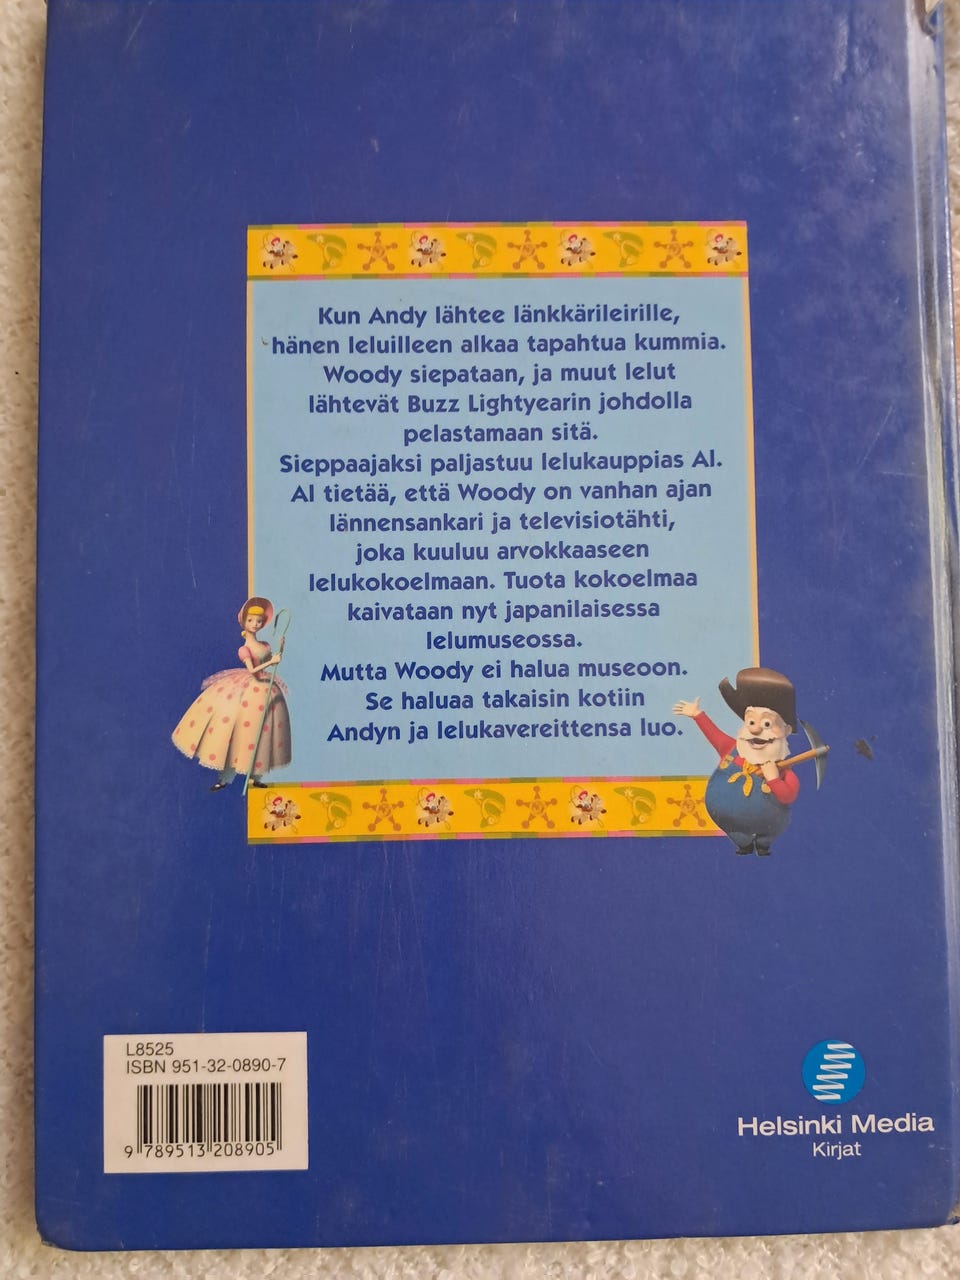 Kun Andy lähtee länkkärileirille,
hänen leluilleen alkaa tapahtua kummia.
Woody siepataan, ja muut lelut
lähtevät Buzz Lightyearin johdolla
pelastamaan sitä.
Sieppaajaksi paljastuu lelukauppias Al.
Al tietää, että Woody on vanhan ajan
lännensankari ja televisiotähti,
joka kuuluu arvokkaaseen
lelukokoelmaan. Tuota kokoelmaa
kaivataan nyt japanilaisessa
lelumuseossa.
Mutta Woody ei halua museoon.
Se haluaa takaisin kotiin
Andyn ja lelukavereittensa luo.
L8525
ISBN 951-32-0890-7
9 789513 208905
Helsinki Media
Kirjat